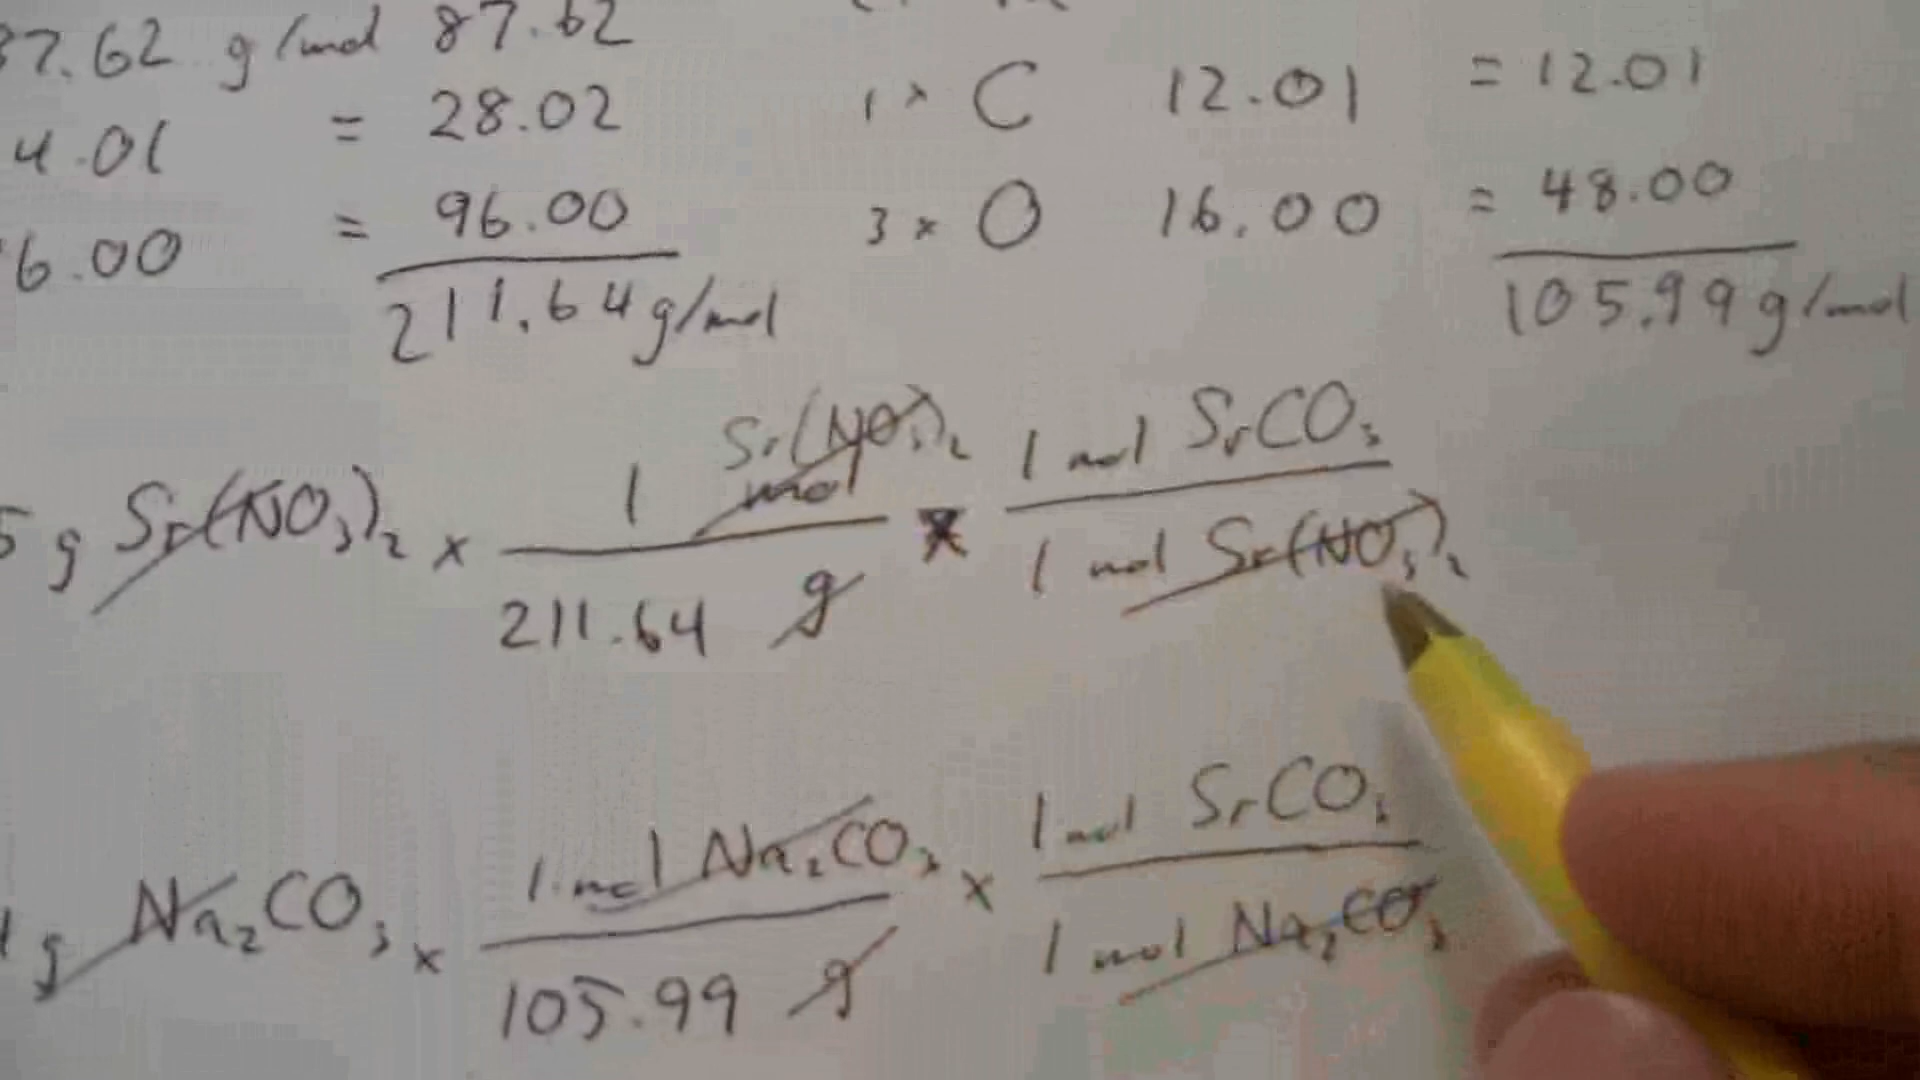 87.62 g/mol 87.62
4.01 = 28.02 1 × C 12.01 = 12.01
6.00 = 96.00 3 × O 16.00 = 48.00
211.64 g/mol 105.99 g/mol
5 g Sr(NO₃)₂ × 1 mol Sr(NO₃)₂ × 1 mol SrCO₃
211.64 g 1 mol Sr(NO₃)₂
1 g Na₂CO₃ × 1 mol Na₂CO₃ × 1 mol SrCO₃
105.99 g 1 mol Na₂CO₃